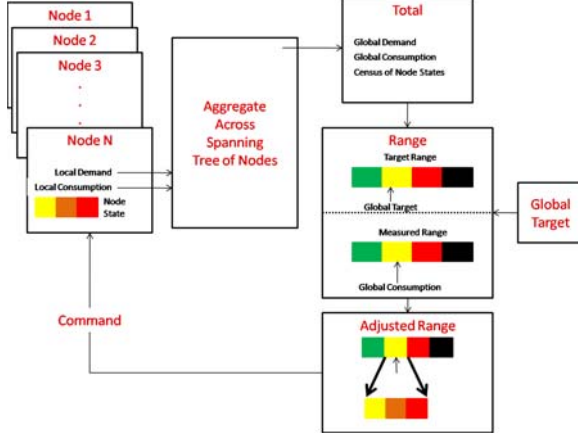 Node 1
Node 2
Node 3
.
.
.
Node N
Local Demand
Local Consumption
Node
State
Aggregate
Across
Spanning
Tree of Nodes
Total
Global Demand
Global Consumption
Census of Node States
Range
Target Range
Global Target
Measured Range
Global Consumption
Global
Target
Adjusted Range
Command